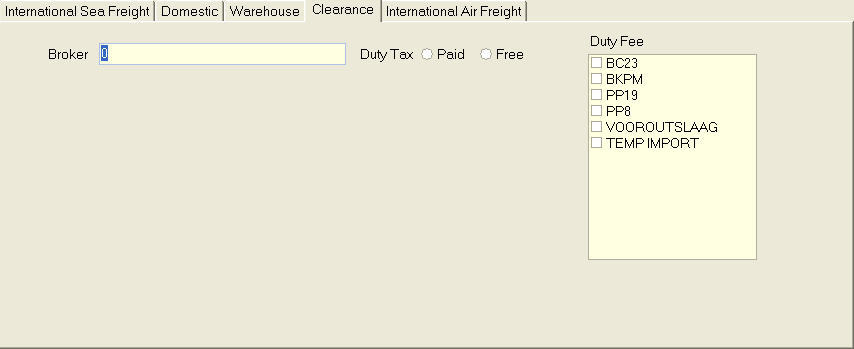 International Sea Freight Domestic Warehouse Clearance International Air Freight
Duty Fee
Broker 0 Duty Tax Paid Free
BC23
BKPM
PP19
PP8
VOOROUTSLAAG
TEMP IMPORT